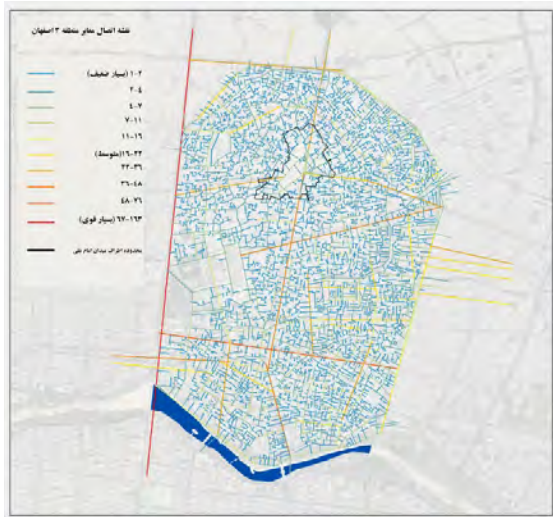 نقشه اتصال معابر منطقه ۳ اصفهان
۱-۲ (بسیار ضعیف)
۲-۴
۴-۷
۷-۱۱
۱۱-۱۶
۱۶-۲۲(متوسط)
۲۲-۳۶
۳۶-۴۸
۴۸-۷۶
۶۷-۱۶۳ (بسیار قوی)
محدوده اطراف میدان امام علی